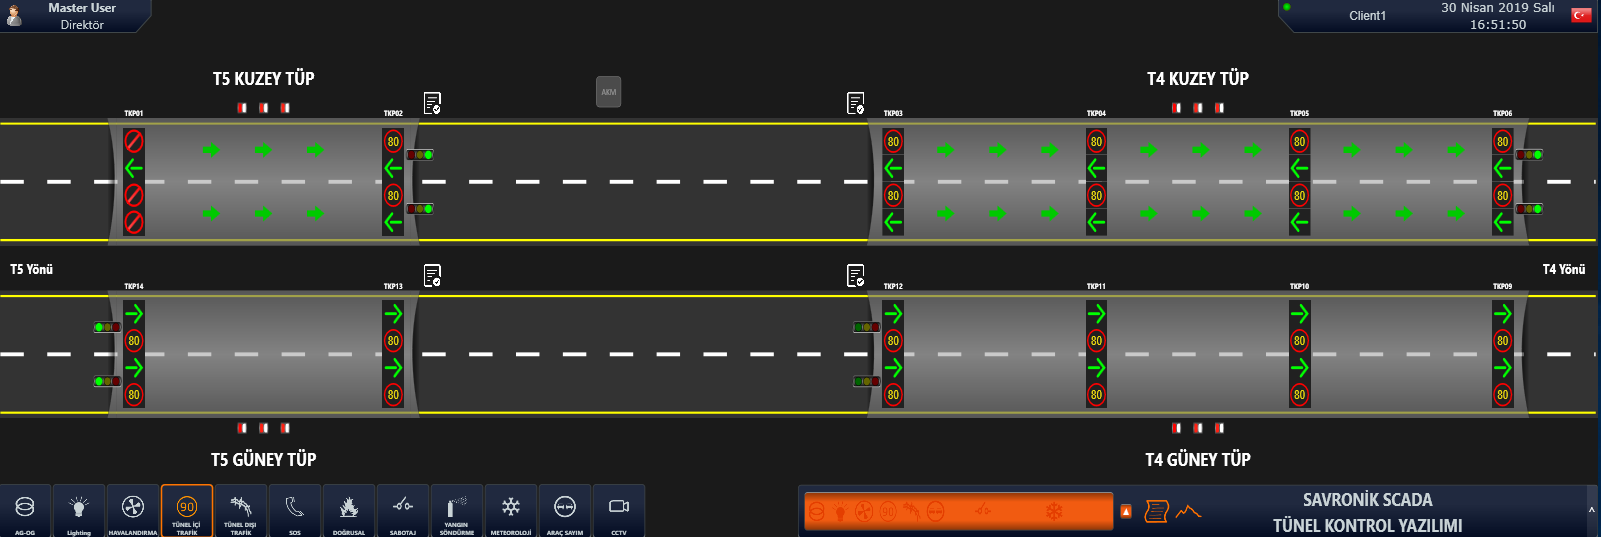 Master User
Direktör
Client1
30 Nisan 2019 Salı
16:51:50
T5 KUZEY TÜP
AKM
T4 KUZEY TÜP
TKP01
TKP02
TKP03
TKP04
TKP05
TKP06
80 80 80 80 80
80 80 80 80 80
T5 Yönü
T4 Yönü
TKP14
TKP13
TKP12
TKP11
TKP10
TKP09
80 80 80 80 80 80
80 80 80 80 80 80
T5 GÜNEY TÜP
T4 GÜNEY TÜP
AG-OG
Lighting
HAVALANDIRMA
90
TÜNEL İÇİ
TRAFİK
TÜNEL DIŞI
TRAFİK
SOS
DOĞRUSAL
SABOTAJ
YANGIN
SÖNDÜRME
METEOROLOJİ
ARAÇ SAYIM
CCTV
90
SAVRONİK SCADA
TÜNEL KONTROL YAZILIMI